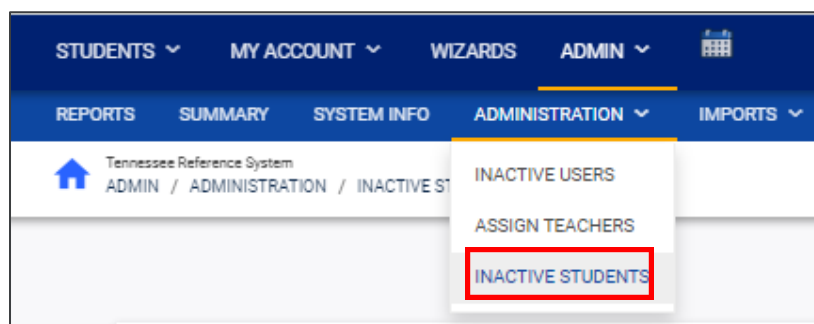 STUDENTS MY ACCOUNT WIZARDS ADMIN
REPORTS SUMMARY SYSTEM INFO ADMINISTRATION IMPORTS
Tennessee Reference System
ADMIN / ADMINISTRATION / INACTIVE ST
INACTIVE USERS
ASSIGN TEACHERS
INACTIVE STUDENTS